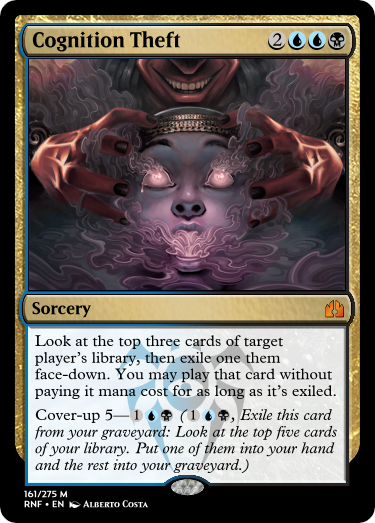 Cognition Theft 2
Sorcery
Look at the top three cards of target
player's library, then exile one them
face-down. You may play that card without
paying it mana cost for as long as it's exiled.
Cover-up 5—1 (1, Exile this card
from your graveyard: Look at the top five cards
of your library. Put one of them into your hand
and the rest into your graveyard.)
161/275 M
RNF • EN Alberto Costa